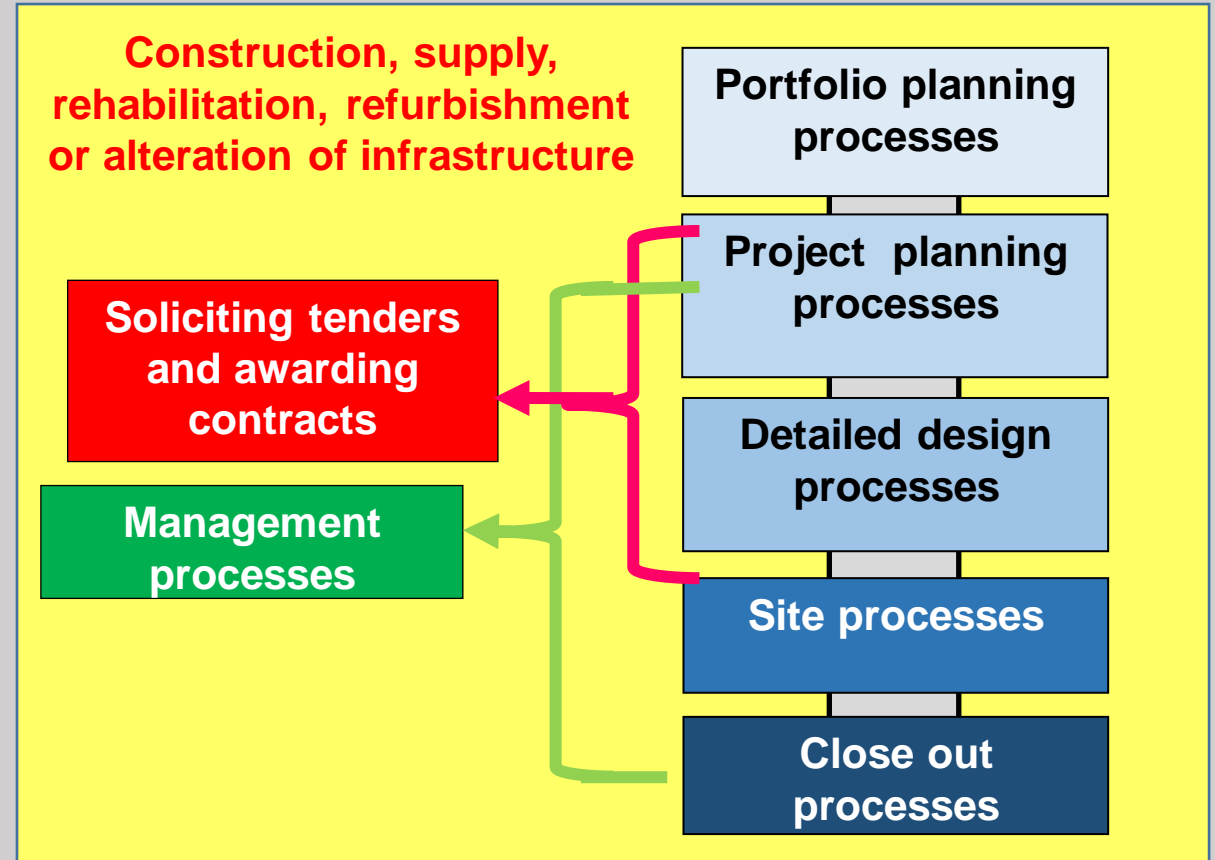 Construction, supply,
rehabilitation, refurbishment
or alteration of infrastructure
Portfolio planning
processes
Project planning
processes
Soliciting tenders
and awarding
contracts
Detailed design
processes
Management
processes
Site processes
Close out
processes